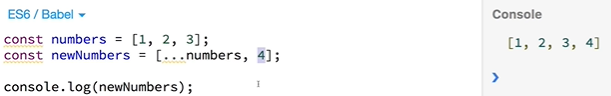 ES6 / Babel
Console
const numbers = [1, 2, 3];
const newNumbers = [...numbers, 4];
console.log(newNumbers);
[1, 2, 3, 4]